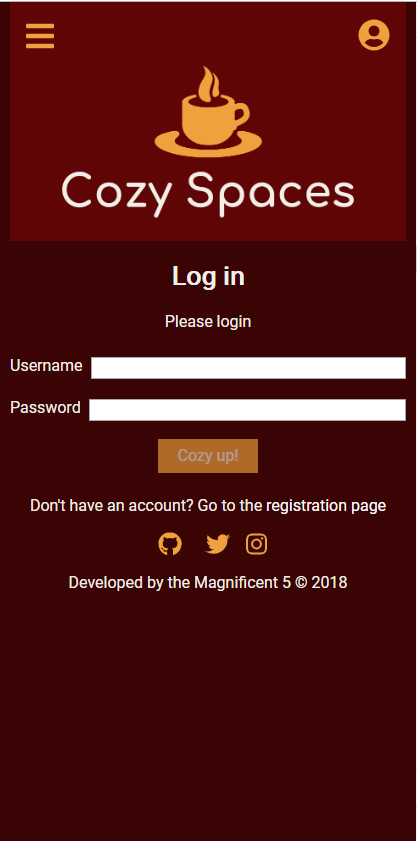 Cozy Spaces
Log in
Please login
Username
Password
Cozy up!
Don't have an account? Go to the registration page
Developed by the Magnificent 5 © 2018